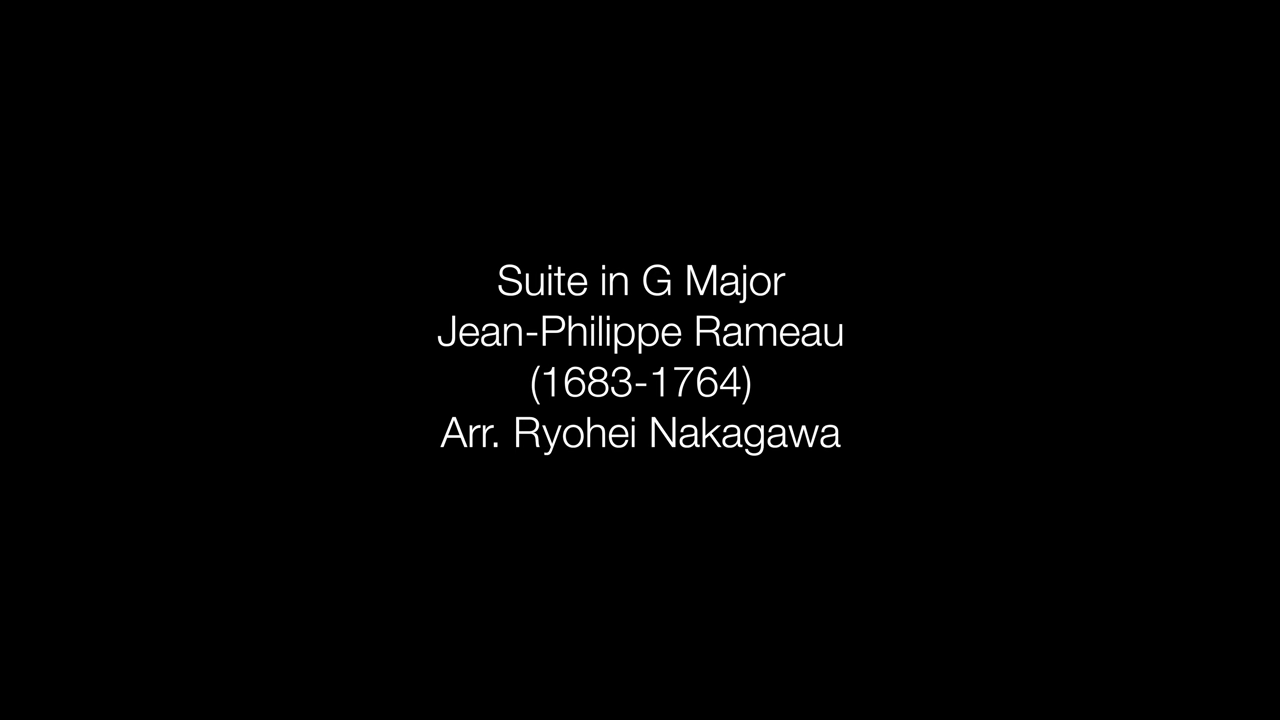 Suite in G Major
Jean-Philippe Rameau
(1683-1764)
Arr. Ryohei Nakagawa